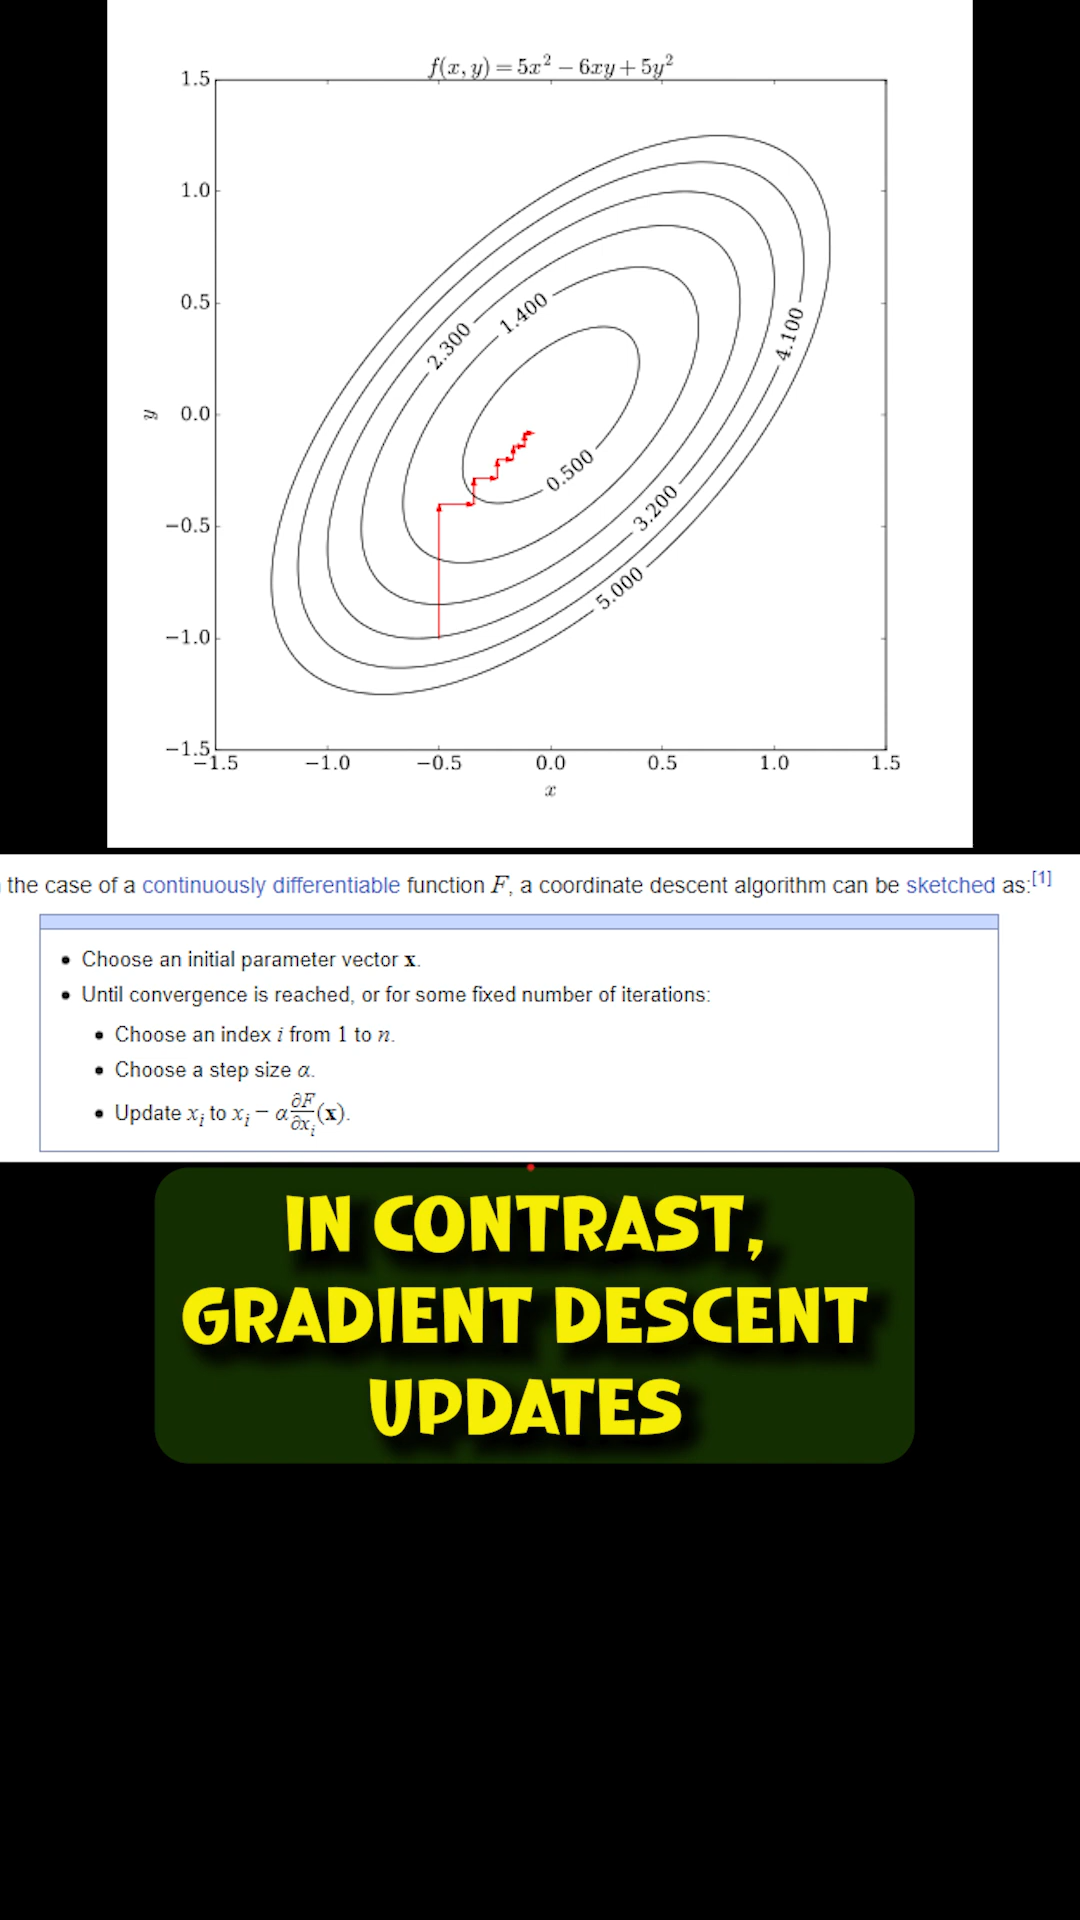 f(x, y) = 5x² − 6xy + 5y²
1.5
1.0
0.5
0.0
−0.5
−1.0
−1.5
y
2.300
1.400
4.100
0.500
3.200
5.000
−1.5
−1.0
−0.5
0.0
0.5
1.0
1.5
x
the case of a continuously differentiable function F, a coordinate descent algorithm can be sketched as:[1]
• Choose an initial parameter vector x.
• Until convergence is reached, or for some fixed number of iterations:
• Choose an index i from 1 to n.
• Choose a step size α.
• Update xᵢ to xᵢ − α ∂F/∂xᵢ (x).
IN CONTRAST,
GRADIENT DESCENT
UPDATES